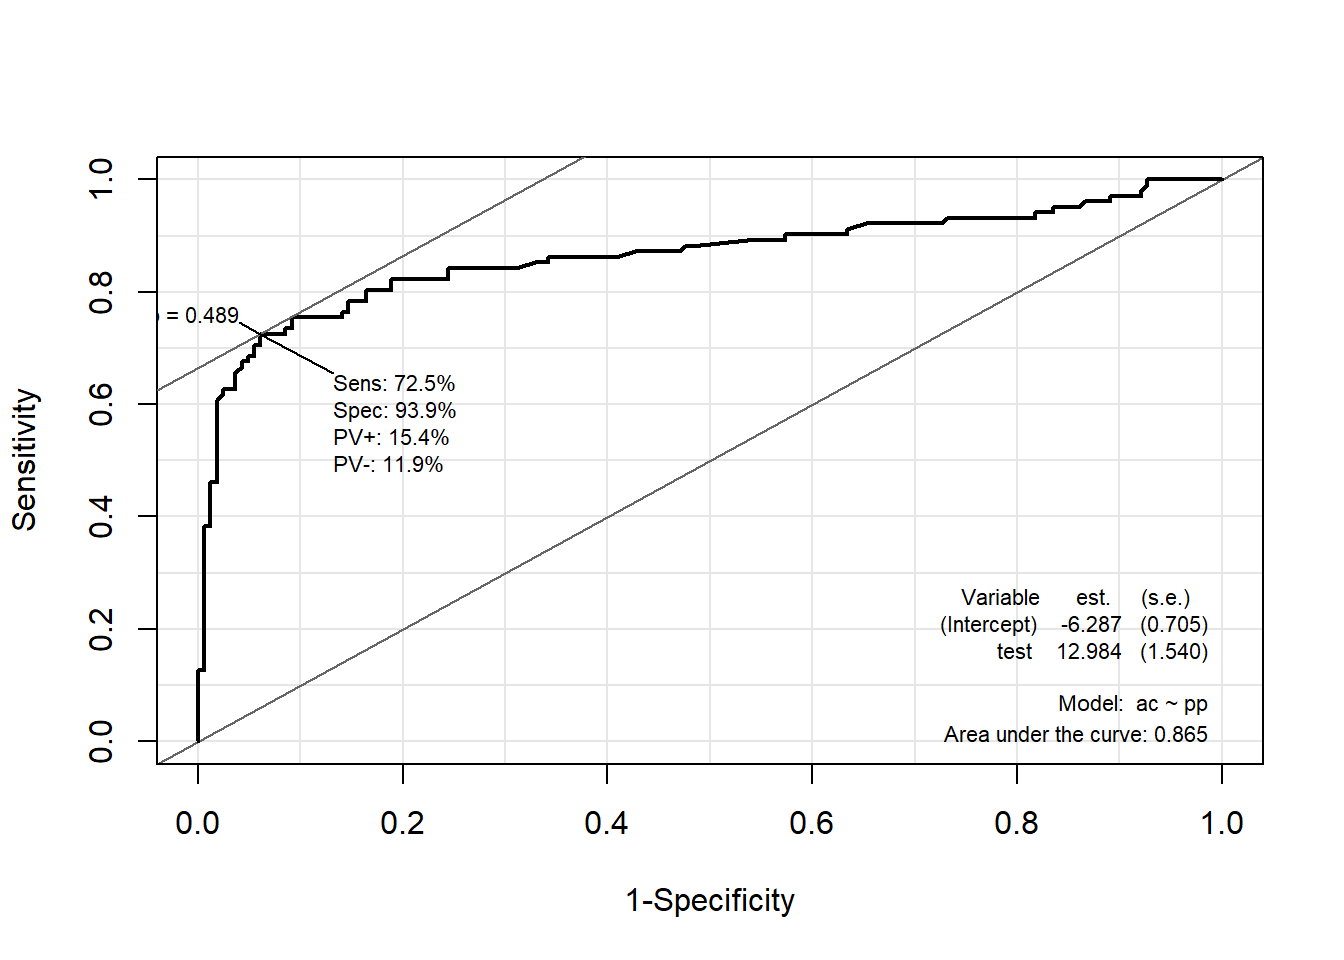 1.0
0.8
0.6
0.4
0.2
0.0
Sensitivity
= 0.489
Sens: 72.5%
Spec: 93.9%
PV+: 15.4%
PV-: 11.9%
Variable est. (s.e.)
(Intercept) -6.287 (0.705)
test 12.984 (1.540)
Model: ac ~ pp
Area under the curve: 0.865
0.0 0.2 0.4 0.6 0.8 1.0
1-Specificity